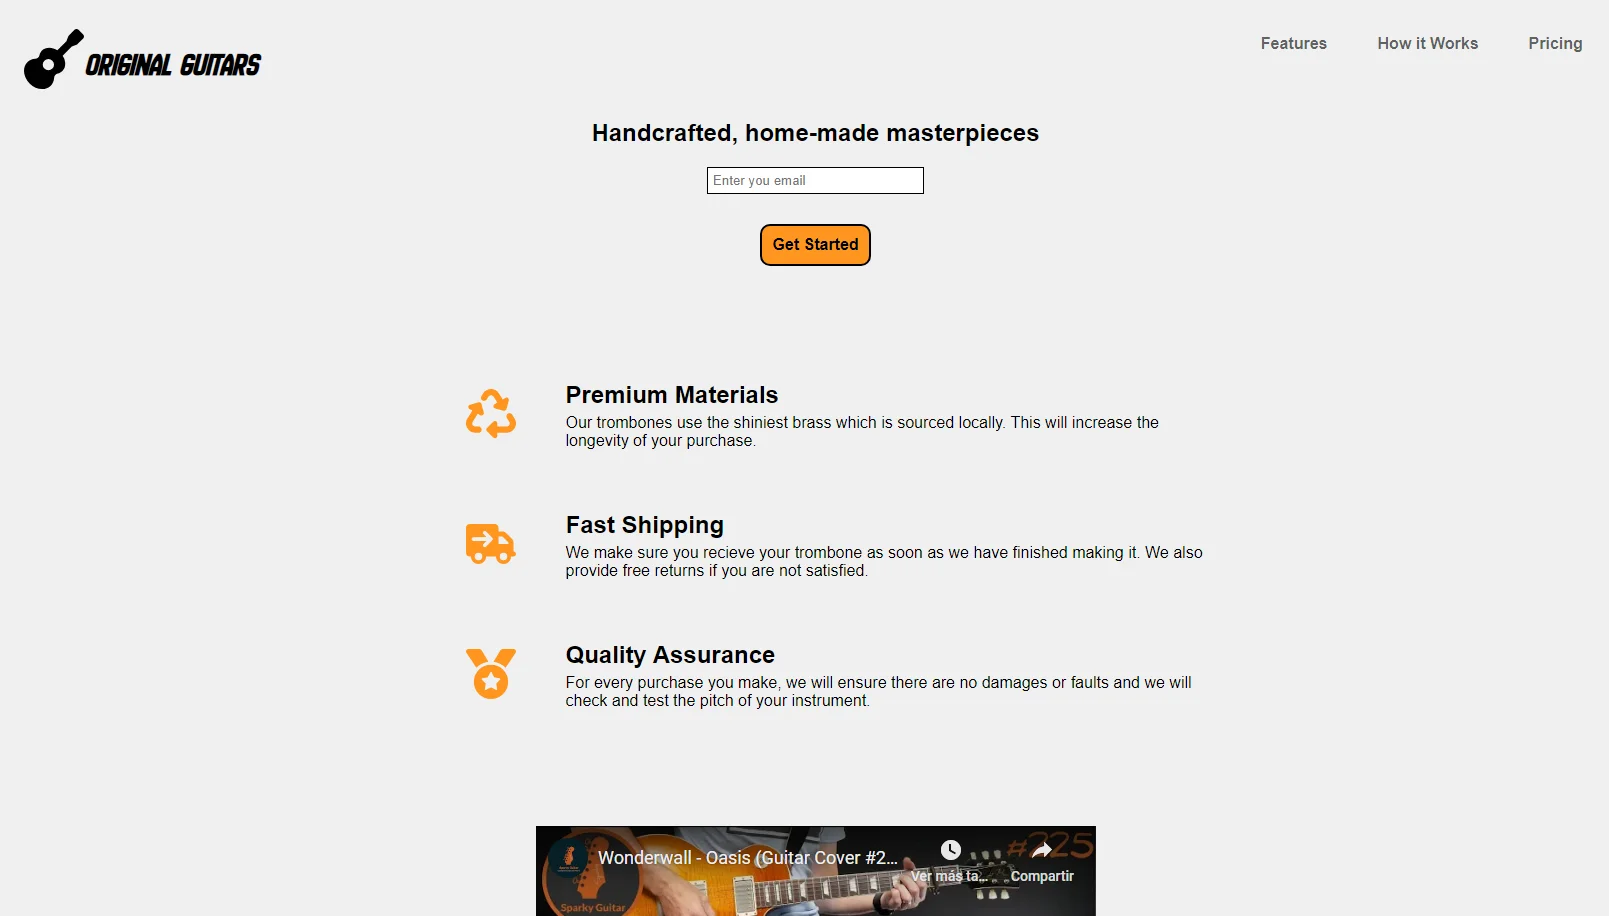 ORIGINAL GUITARS
Features How it Works Pricing
Handcrafted, home-made masterpieces
Enter you email
Get Started
Premium Materials
Our trombones use the shiniest brass which is sourced locally. This will increase the
longevity of your purchase.
Fast Shipping
We make sure you recieve your trombone as soon as we have finished making it. We also
provide free returns if you are not satisfied.
Quality Assurance
For every purchase you make, we will ensure there are no damages or faults and we will
check and test the pitch of your instrument.
#225
Wonderwall - Oasis (Guitar Cover #2...
Ver más ta... Compartir
Sparky Guitar